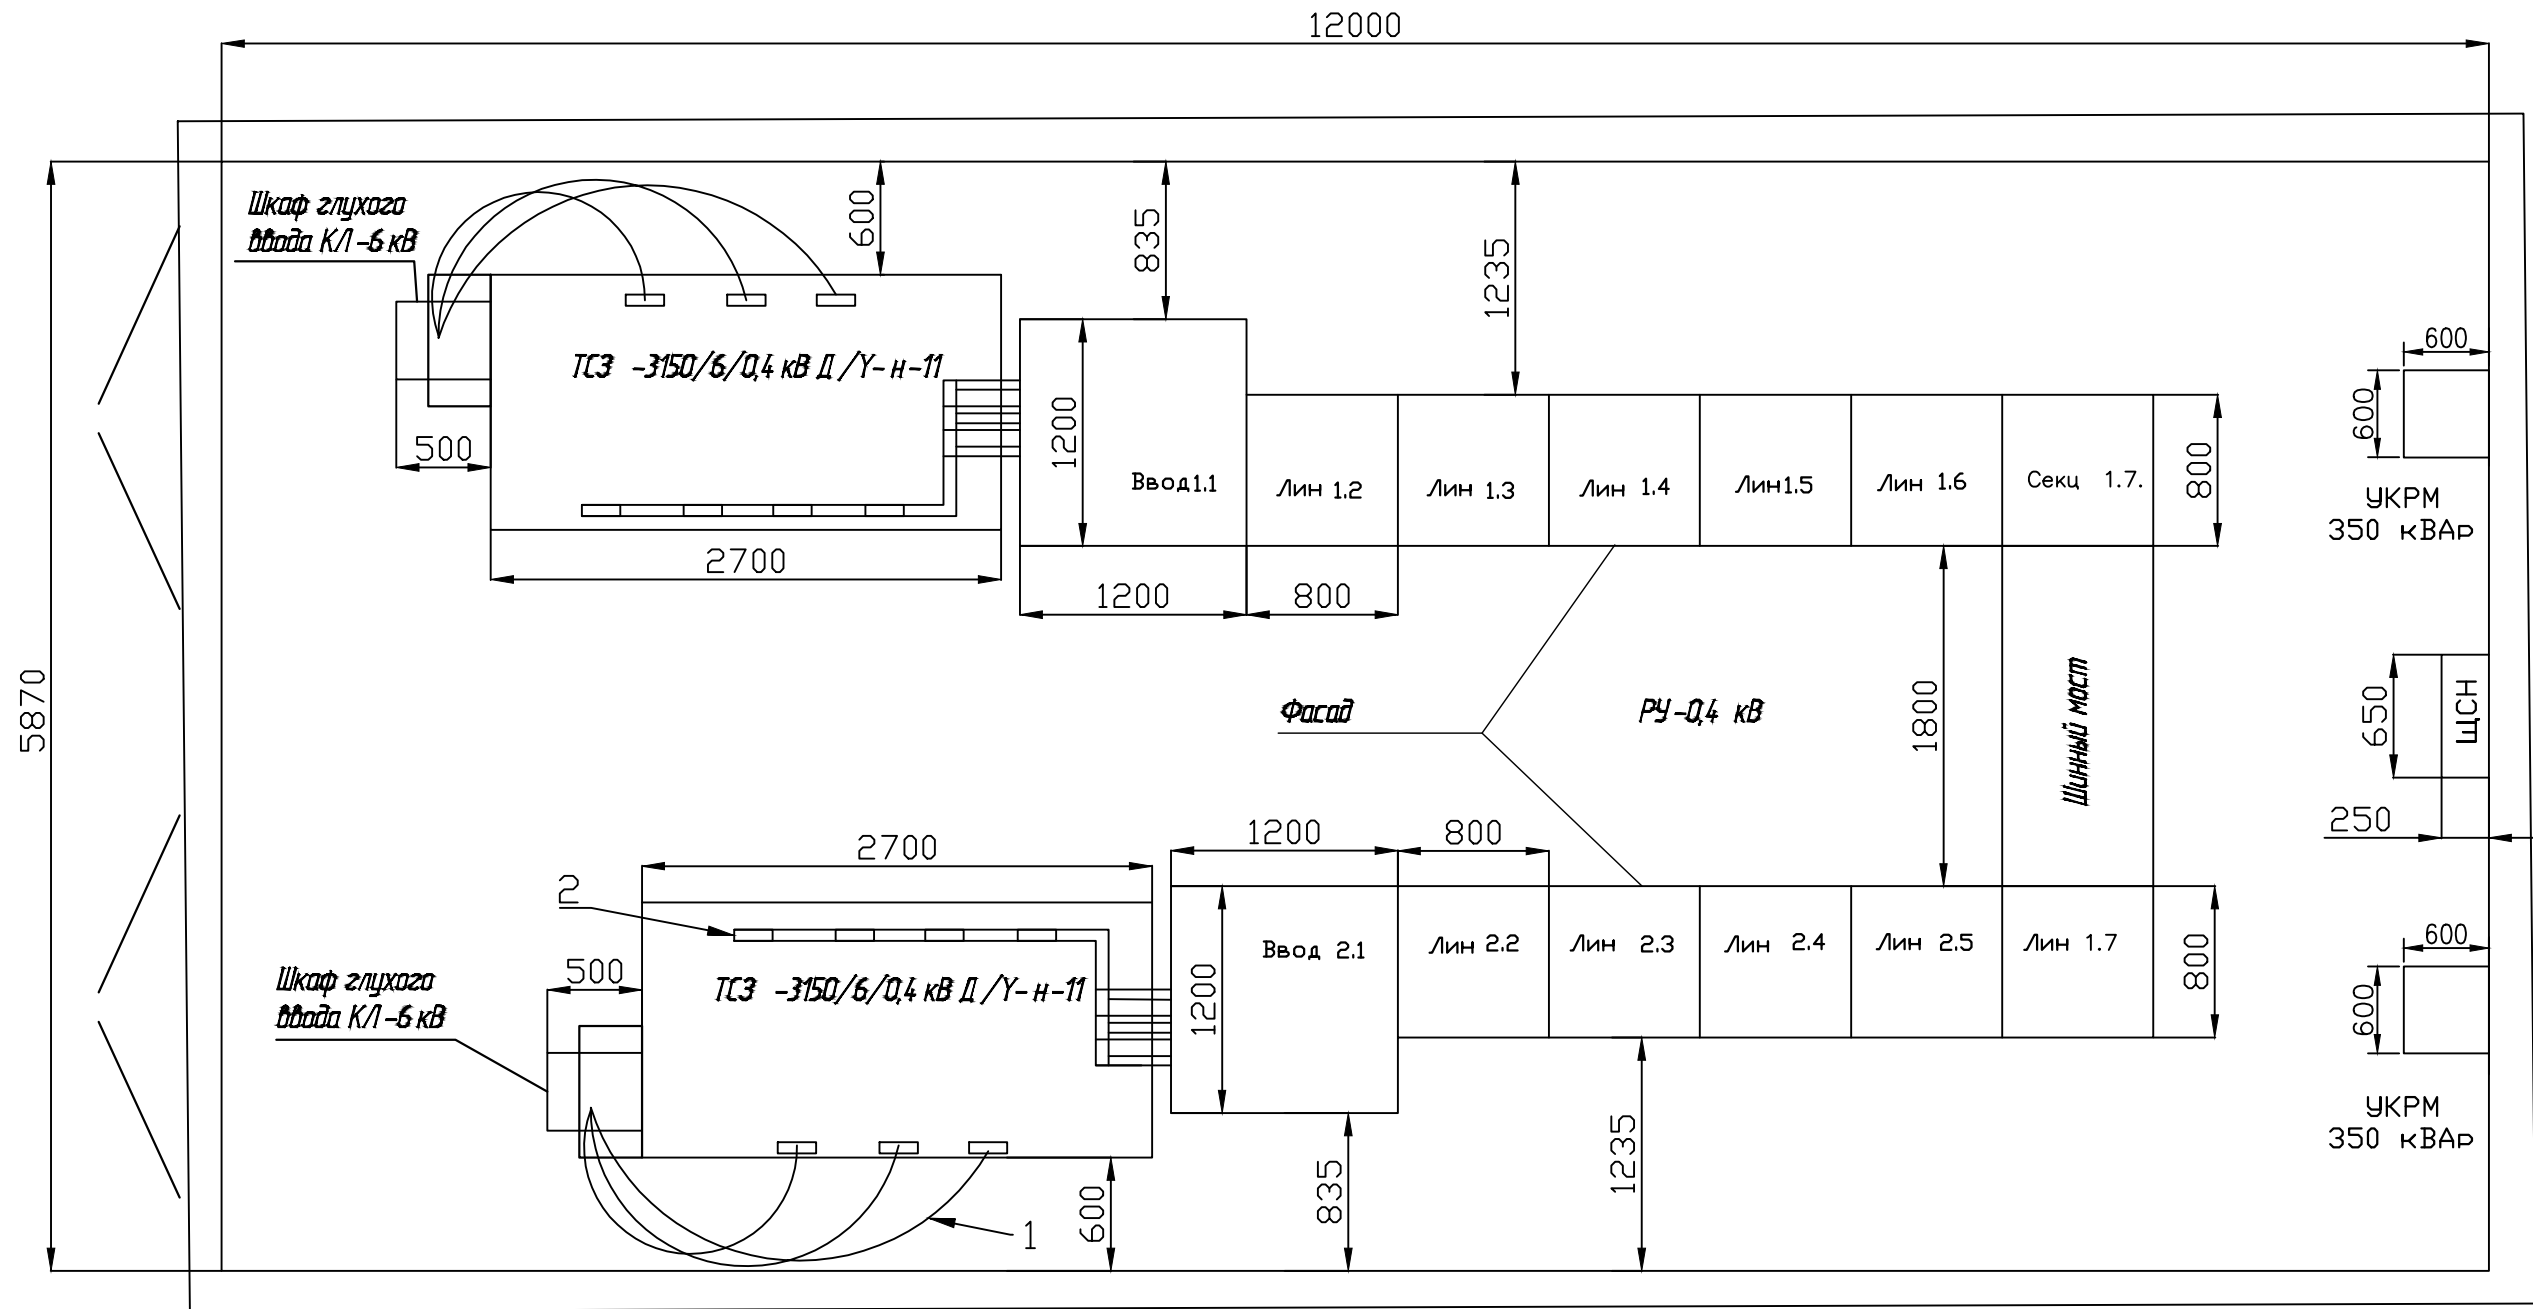 12000
Шкаф глухого
ввода КЛ-6 кВ
600
835
1235
600
ТСЗ -3150/6/0,4 кВ Д/Y-н-11
600
500
1200
Ввод1.1
Лин 1.2
Лин 1.3
Лин 1.4
Лин1.5
Лин 1.6
Секц 1.7.
800
УКРМ
350 кВАр
2700
1200
800
5870
Фасад
РУ-0,4 кВ
1800
Шинный мост
650
ЩСН
250
2700
1200
800
2
Шкаф глухого
ввода КЛ-6 кВ
500
ТСЗ -3150/6/0,4 кВ Д/Y-н-11
1200
Ввод 2.1
Лин 2.2
Лин 2.3
Лин 2.4
Лин 2.5
Лин 1.7
800
600
600
УКРМ
350 кВАр
1
600
835
1235